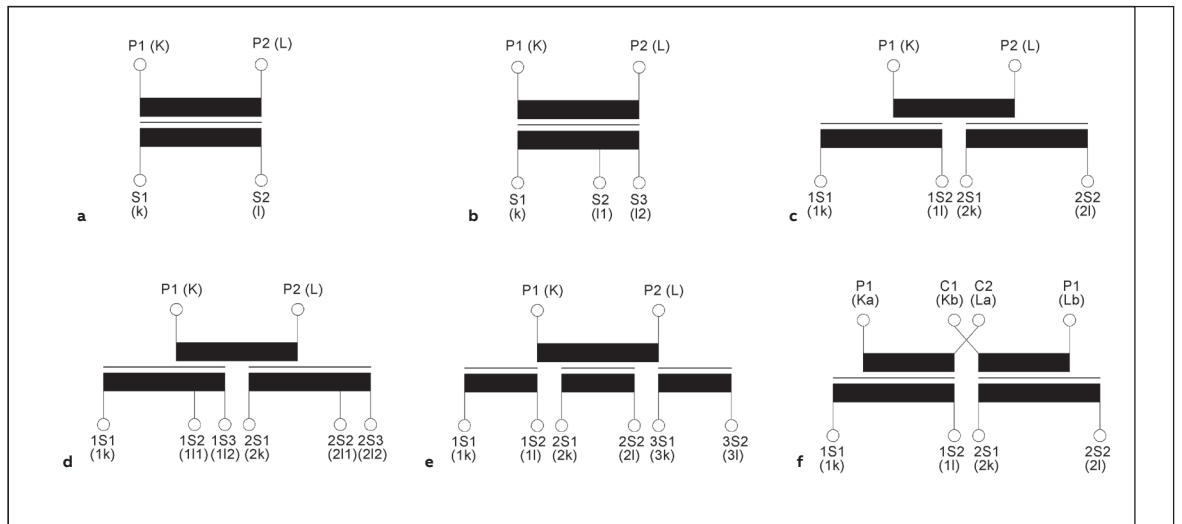 P1 (K) P2 (L)
S1 S2
(k) (l)
a
P1 (K) P2 (L)
S1 S2 S3
(k) (l1) (l2)
b
P1 (K) P2 (L)
1S1 1S2 2S1 2S2
(1k) (1l) (2k) (2l)
c
P1 (K) P2 (L)
1S1 1S2 1S3 2S1 2S2 2S3
(1k) (1l1) (1l2) (2k) (2l1) (2l2)
d
P1 (K) P2 (L)
1S1 1S2 2S1 2S2 3S1 3S2
(1k) (1l) (2k) (2l) (3k) (3l)
e
P1 C1 C2 P1
(Ka) (Kb) (La) (Lb)
1S1 1S2 2S1 2S2
(1k) (1l) (2k) (2l)
f